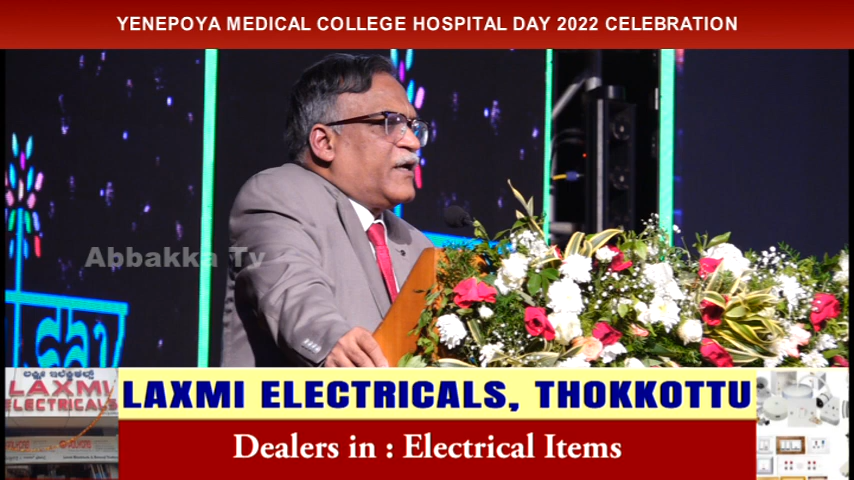 YENEPOYA MEDICAL COLLEGE HOSPITAL DAY 2022 CELEBRATION
Abbakka Tv
LAXMI
ELECTRICALS
LAXMI ELECTRICALS, THOKKOTTU
Dealers in : Electrical Items